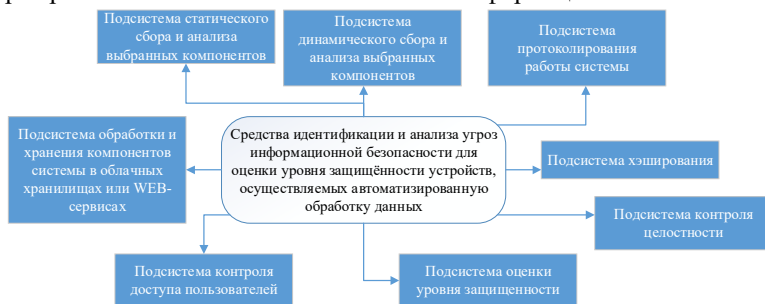 Подсистема статического
сбора и анализа
выбранных компонентов
Подсистема
динамического сбора и
анализа выбранных
компонентов
Подсистема
протоколирования
работы системы
Подсистема обработки и
хранения компонентов
системы в облачных
хранилищах или WEB-
сервисах
Средства идентификации и анализа угроз
информационной безопасности для
оценки уровня защищённости устройств,
осуществляемых автоматизированную
обработку данных
Подсистема хэширования
Подсистема контроля
целостности
Подсистема контроля
доступа пользователей
Подсистема оценки
уровня защищенности